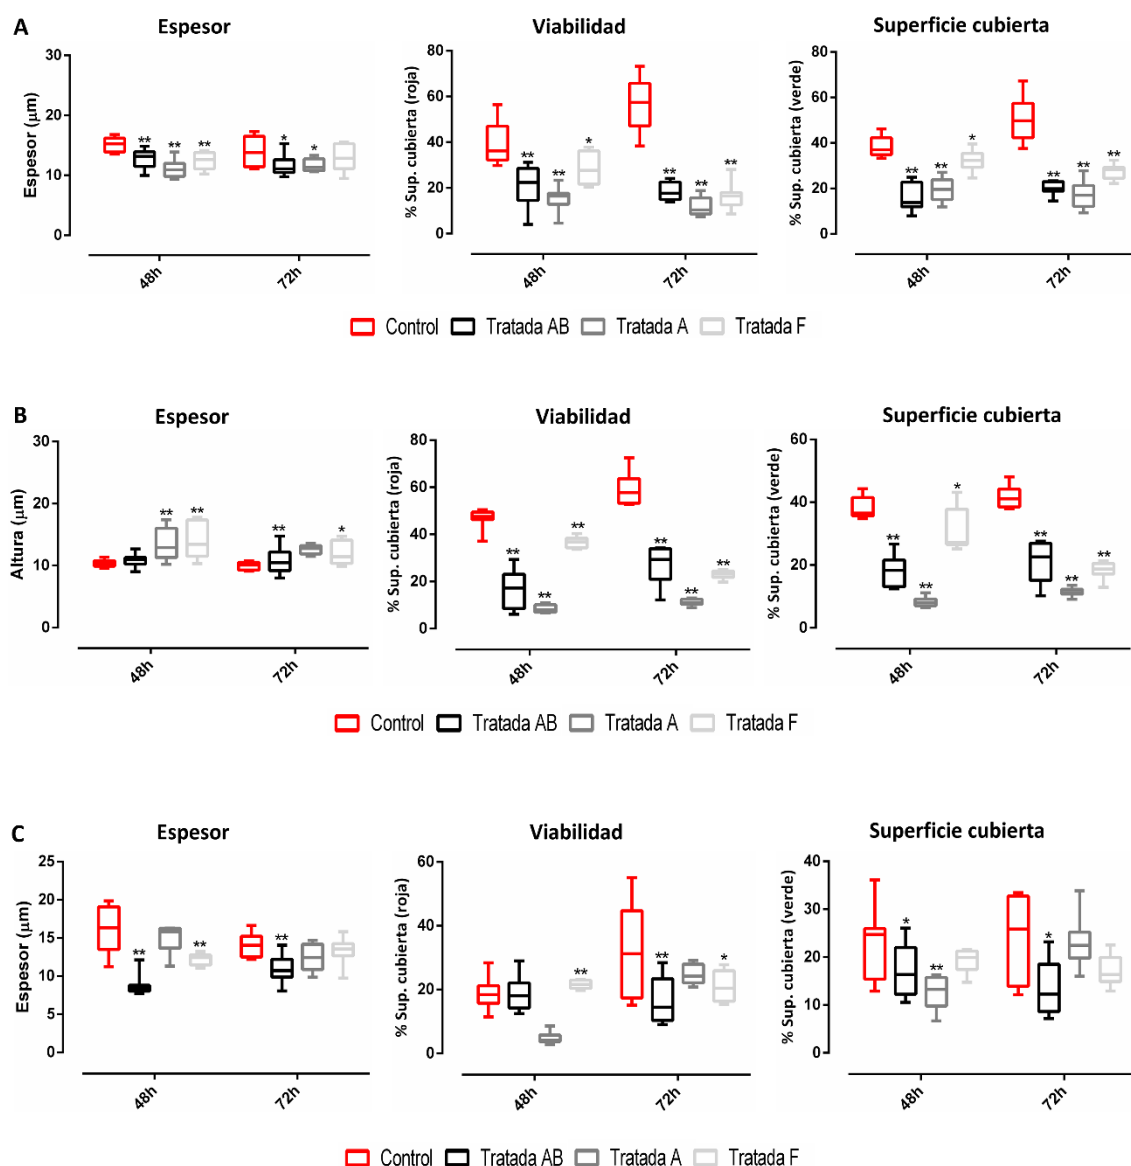 A
Espesor
Viabilidad
Superficie cubierta
Espesor (μm)
30
20
10
0
** ** **
* *
48h
72h
% Sup. cubierta (roja)
80
60
40
20
0
** ** *
** ** **
48h
72h
% Sup. cubierta (verde)
80
60
40
20
0
** ** *
** ** **
48h
72h
Control Tratada AB Tratada A Tratada F
B
Espesor
Viabilidad
Superficie cubierta
Altura (μm)
30
20
10
0
** **
** *
48h
72h
% Sup. cubierta (roja)
80
60
40
20
0
** ** **
** ** **
48h
72h
% Sup. cubierta (verde)
60
40
20
0
** ** *
** ** **
48h
72h
Control Tratada AB Tratada A Tratada F
C
Espesor
Viabilidad
Superficie cubierta
Espesor (μm)
25
20
15
10
5
0
** **
**
48h
72h
% Sup. cubierta (roja)
60
40
20
0
**
** *
48h
72h
% Sup. cubierta (verde)
40
30
20
10
0
* **
*
48h
72h
Control Tratada AB Tratada A Tratada F